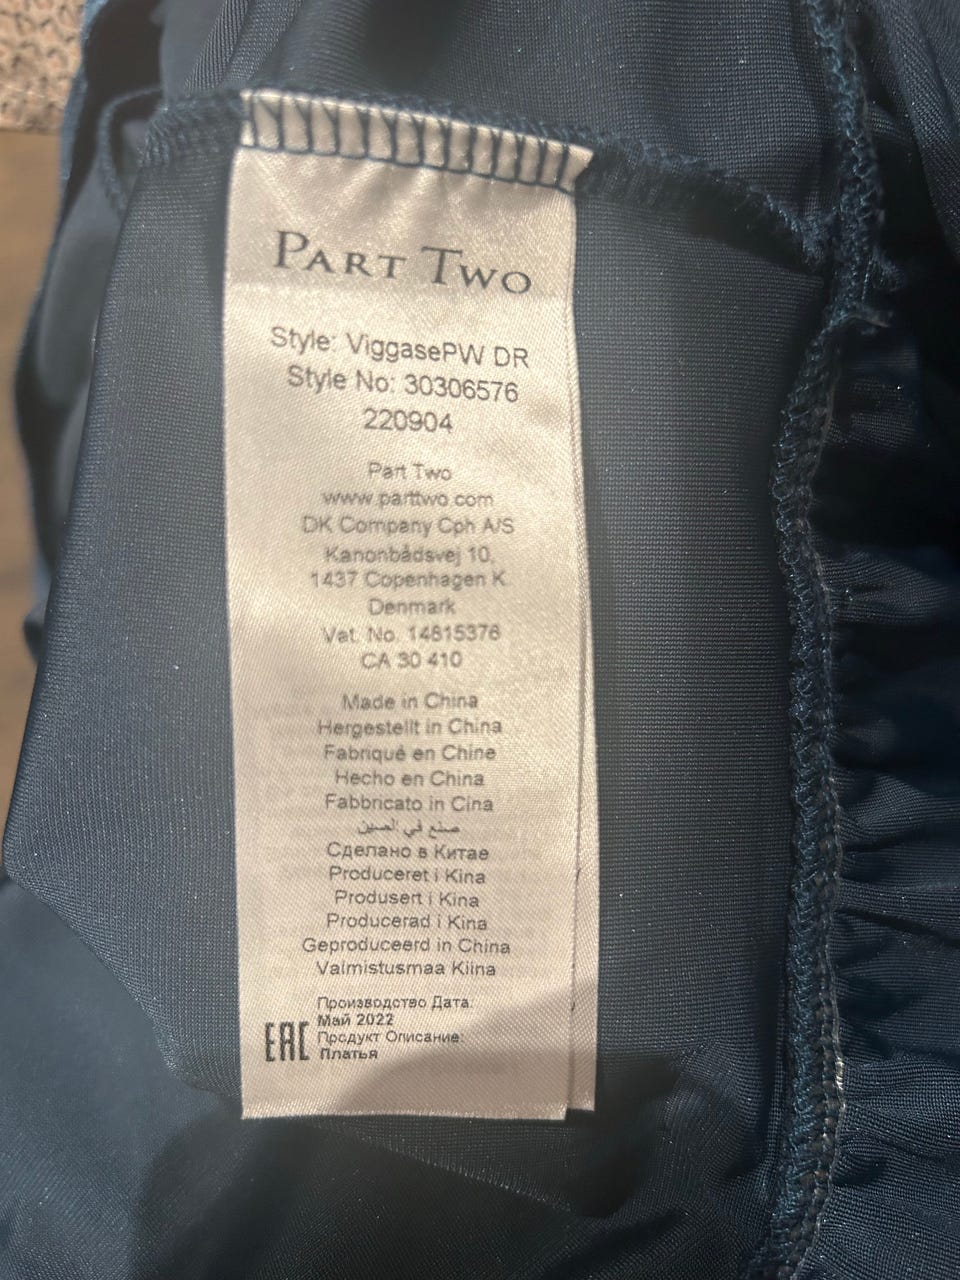 PART TWO
Style: ViggasePW DR
Style No: 30306576
220904
Part Two
www.parttwo.com
DK Company Cph A/S
Kanonbådsvej 10,
1437 Copenhagen K
Denmark
Vat. No. 14815376
CA 30 410
Made in China
Hergestellt in China
Fabriqué en Chine
Hecho en China
Fabbricato in Cina
صنع في الصين
Сделано в Китае
Produceret i Kina
Produsert i Kina
Producerad i Kina
Geproduceerd in China
Valmistusmaa Kiina
Производство Дата:
Май 2022
EAC Продукт Описание:
Платья